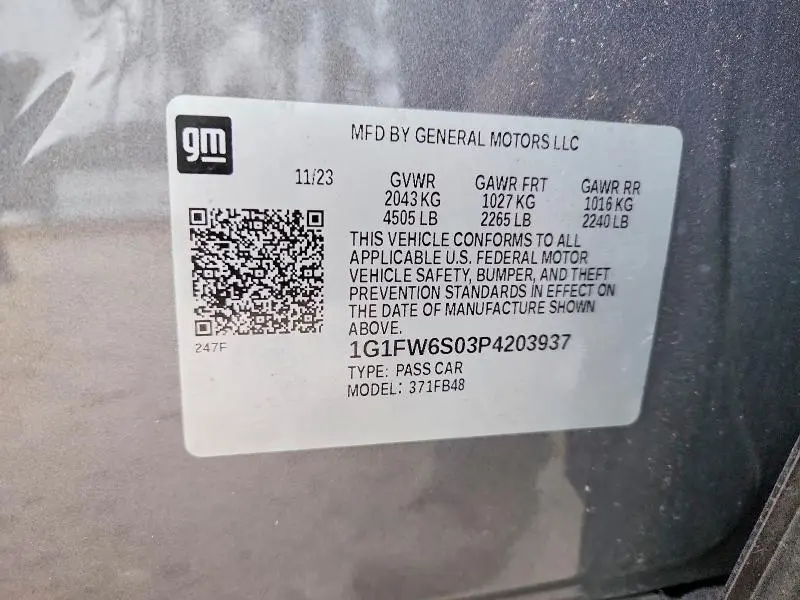 gm
MFD BY GENERAL MOTORS LLC
11/23 GVWR GAWR FRT GAWR RR
2043 KG 1027 KG 1016 KG
4505 LB 2265 LB 2240 LB
THIS VEHICLE CONFORMS TO ALL
APPLICABLE U.S. FEDERAL MOTOR
VEHICLE SAFETY, BUMPER, AND THEFT
PREVENTION STANDARDS IN EFFECT ON
THE DATE OF MANUFACTURE SHOWN
ABOVE.
247F
1G1FW6S03P4203937
TYPE: PASS CAR
MODEL: 371FB48